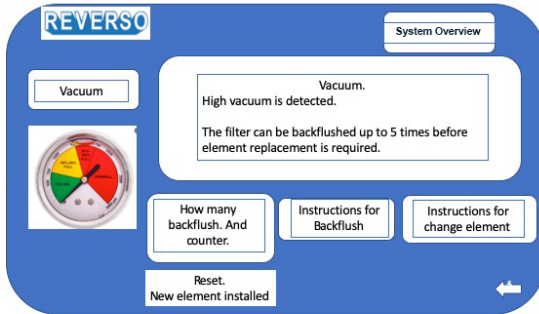 REVERSO
System Overview
Vacuum
Vacuum.
High vacuum is detected.
The filter can be backflushed up to 5 times before
element replacement is required.
How many
backflush. And
counter.
Instructions for
Backflush
Instructions for
change element
Reset.
New element installed